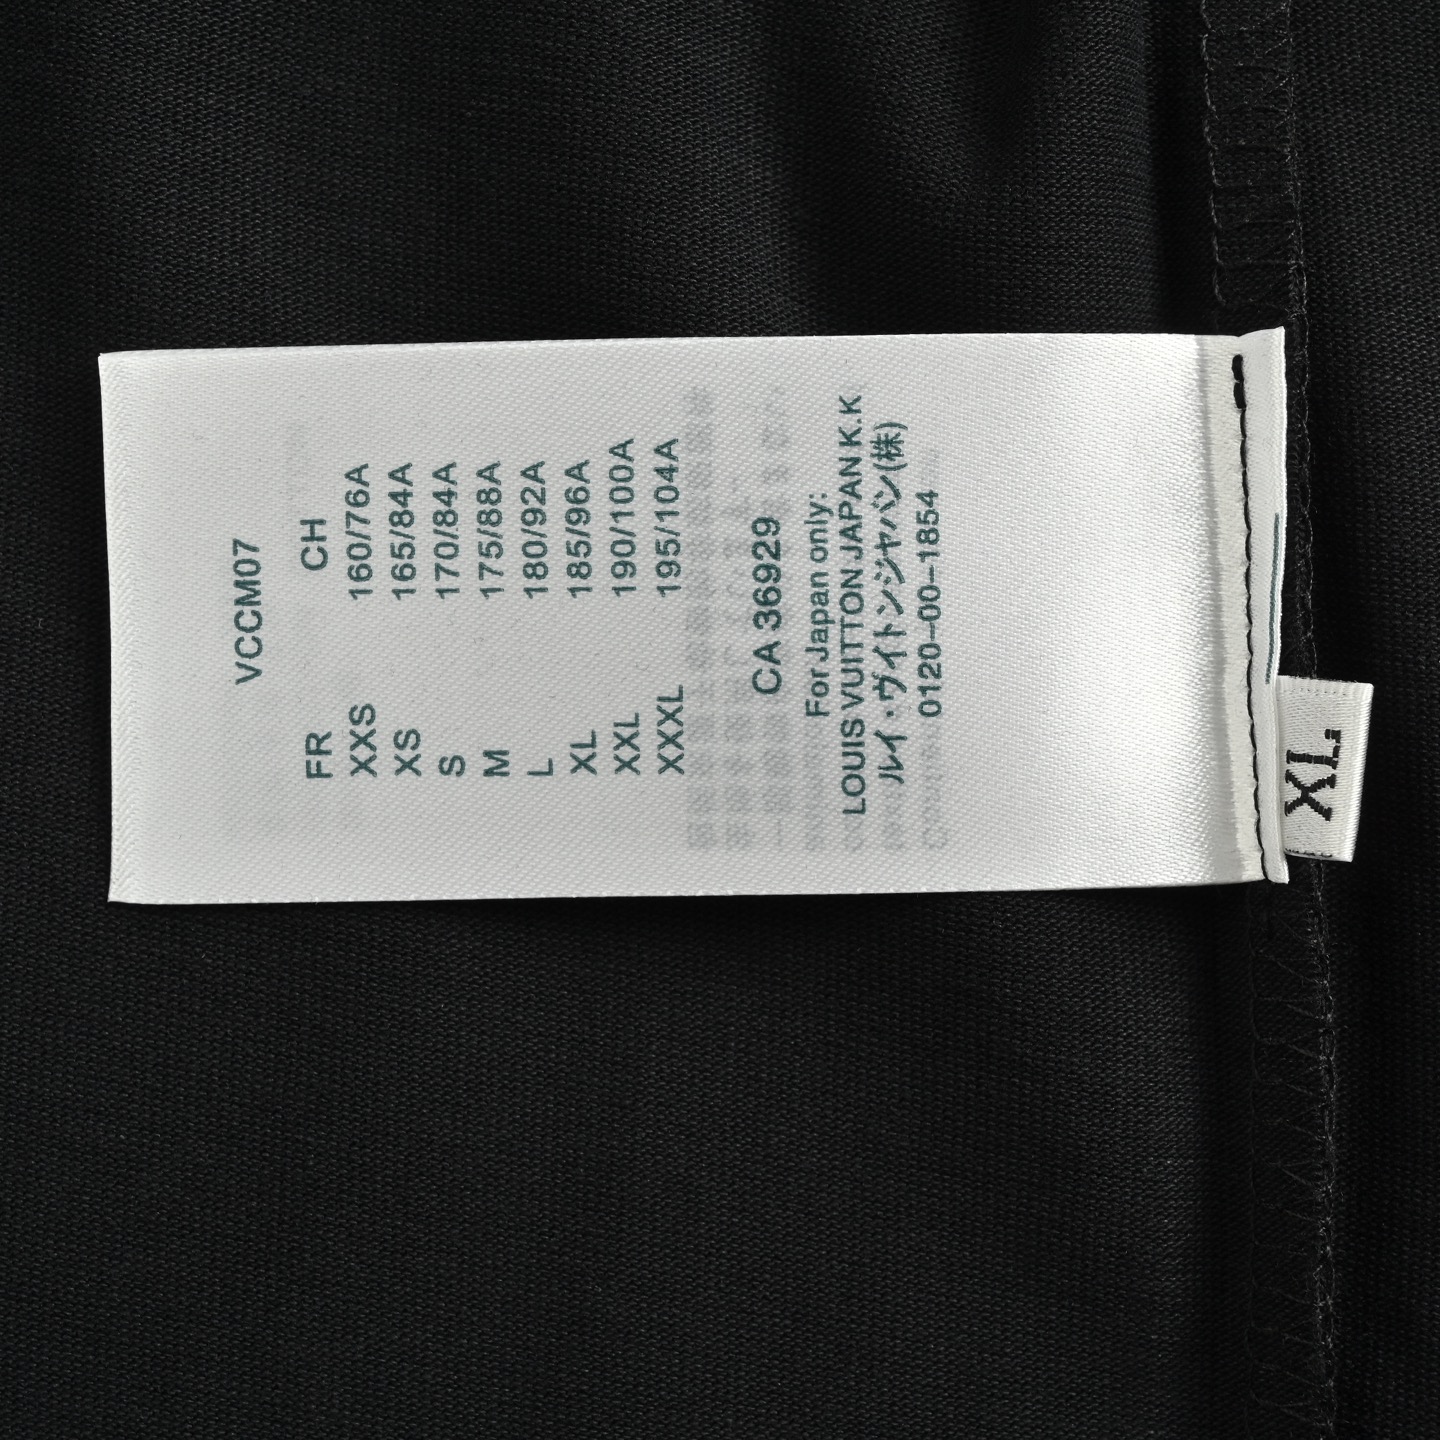 VCCM07
FR CH
XXS 160/76A
XS 165/84A
S 170/84A
M 175/88A
L 180/92A
XL 185/96A
XXL 190/100A
XXXL 195/104A
CA 36929
For Japan only:
LOUIS VUITTON JAPAN K.K
ルイ・ヴイトンジャパン(株)
0120-00-1854
XL